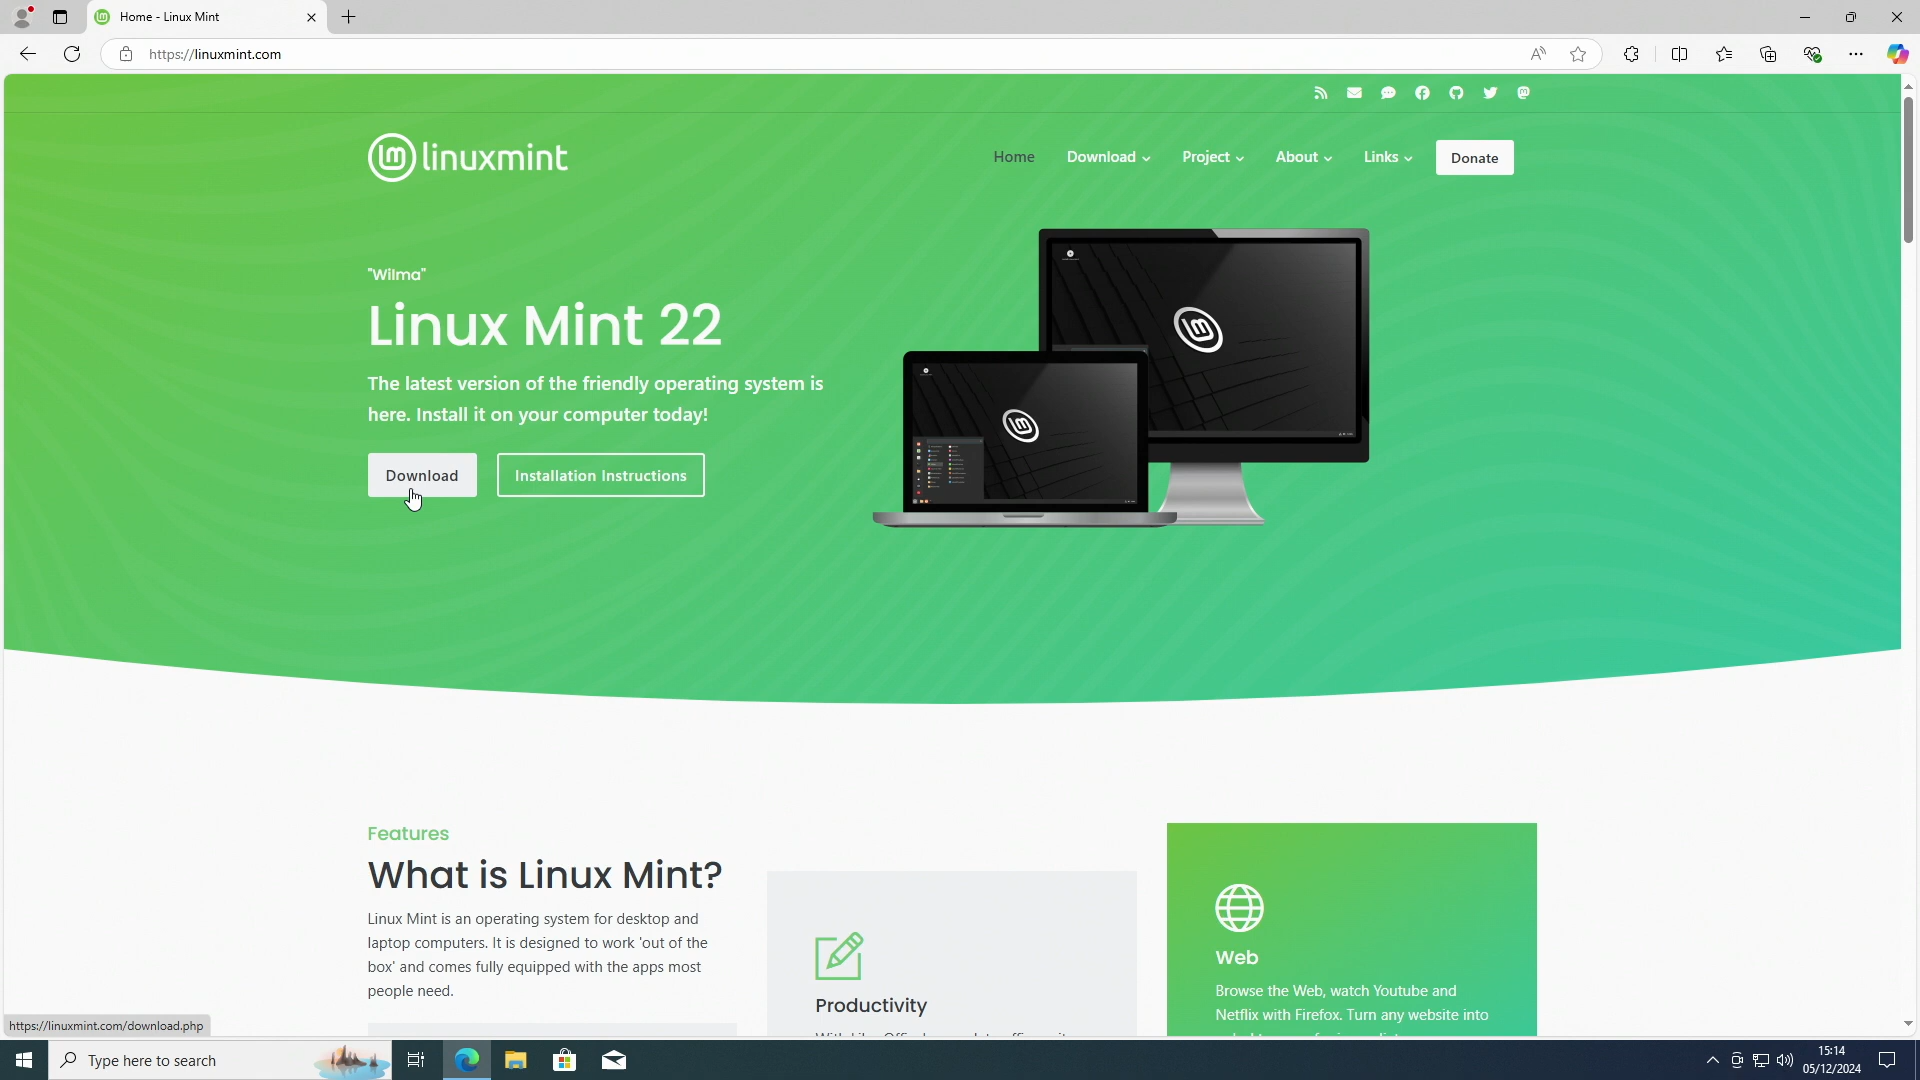 Home - Linux Mint
https://linuxmint.com
linuxmint
Home
Download
Project
About
Links
Donate
"Wilma"
Linux Mint 22
The latest version of the friendly operating system is
here. Install it on your computer today!
Download
Installation Instructions
Features
What is Linux Mint?
Linux Mint is an operating system for desktop and
laptop computers. It is designed to work 'out of the
box' and comes fully equipped with the apps most
people need.
Productivity
Web
Browse the Web, watch Youtube and
Netflix with Firefox. Turn any website into
https://linuxmint.com/download.php
Type here to search
15:14
05/12/2024